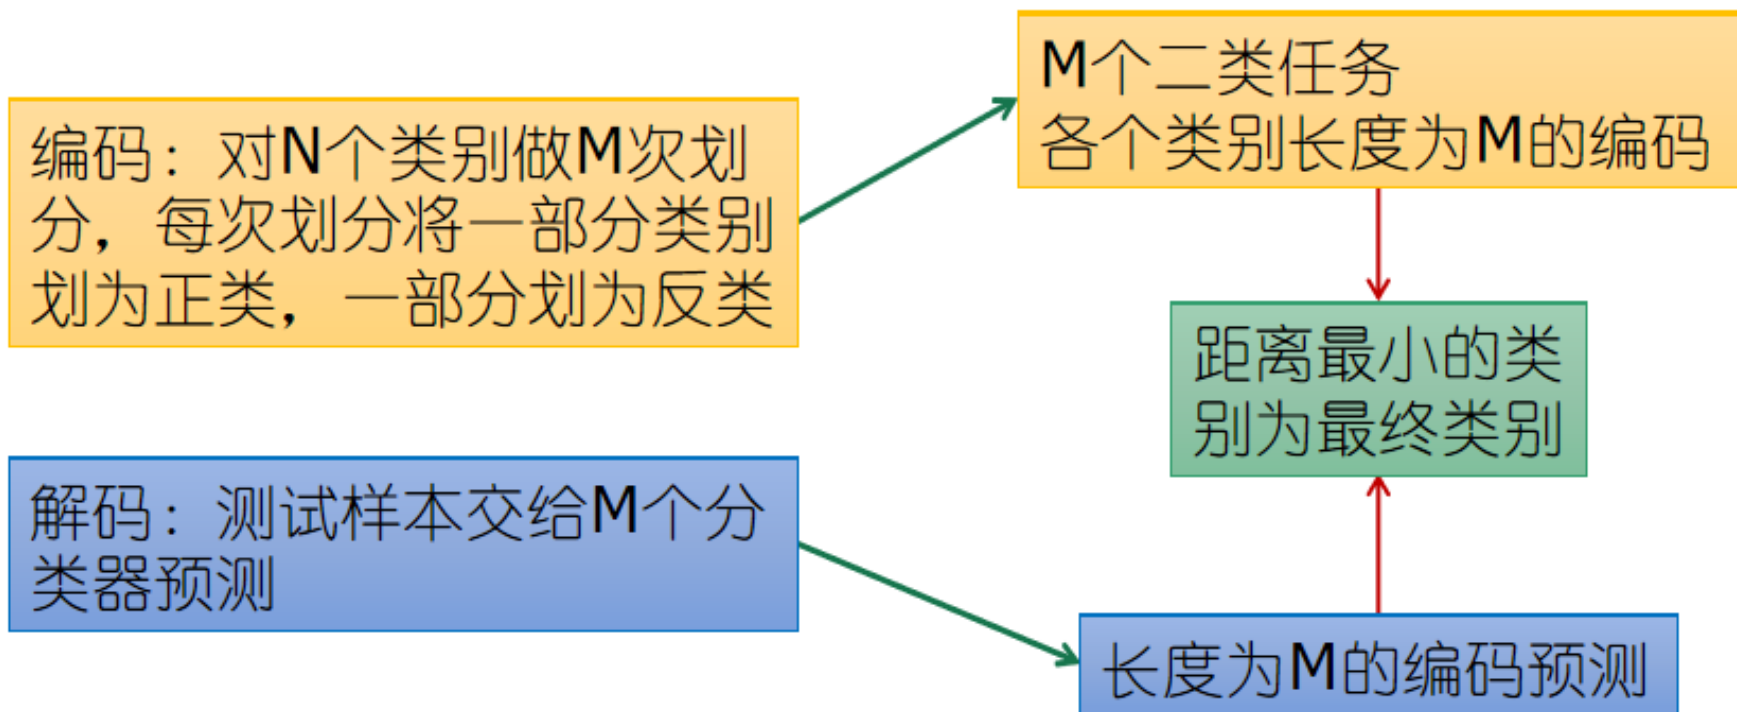 编码：对N个类别做M次划
分，每次划分将一部分类别
划为正类，一部分划为反类
M个二类任务
各个类别长度为M的编码
距离最小的类
别为最终类别
解码：测试样本交给M个分
类器预测
长度为M的编码预测